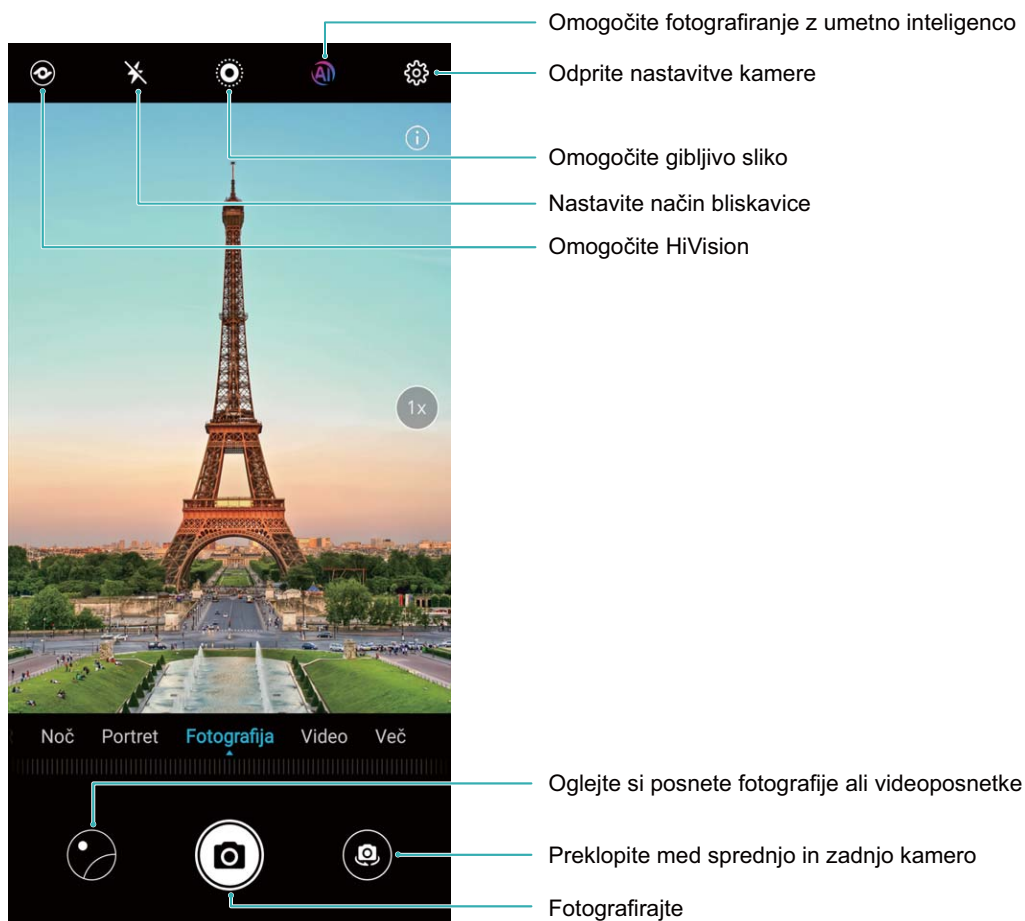 Omogočite fotografiranje z umetno inteligenco
AI
Odprite nastavitve kamere
i
Omogočite gibljivo sliko
Nastavite način bliskavice
Omogočite HiVision
1x
Noč Portret Fotografija Video Več
Oglejte si posnete fotografije ali videoposnetke
Preklopite med sprednjo in zadnjo kamero
Fotografirajte